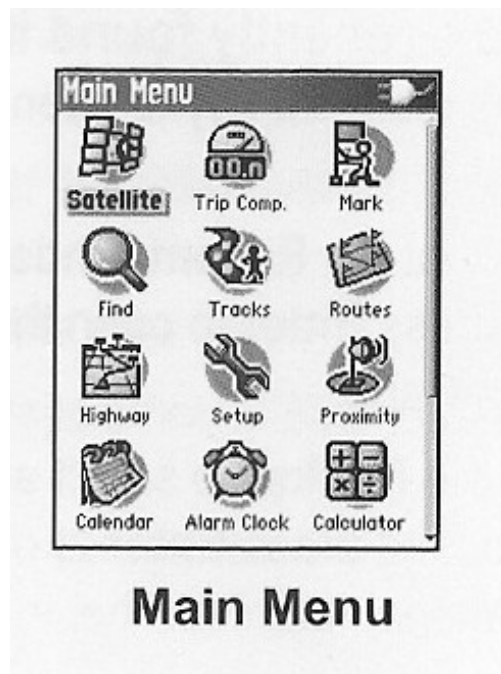 Main Menu
Satellite Trip Comp. Mark
Find Tracks Routes
Highway Setup Proximity
Calendar Alarm Clock Calculator
Main Menu